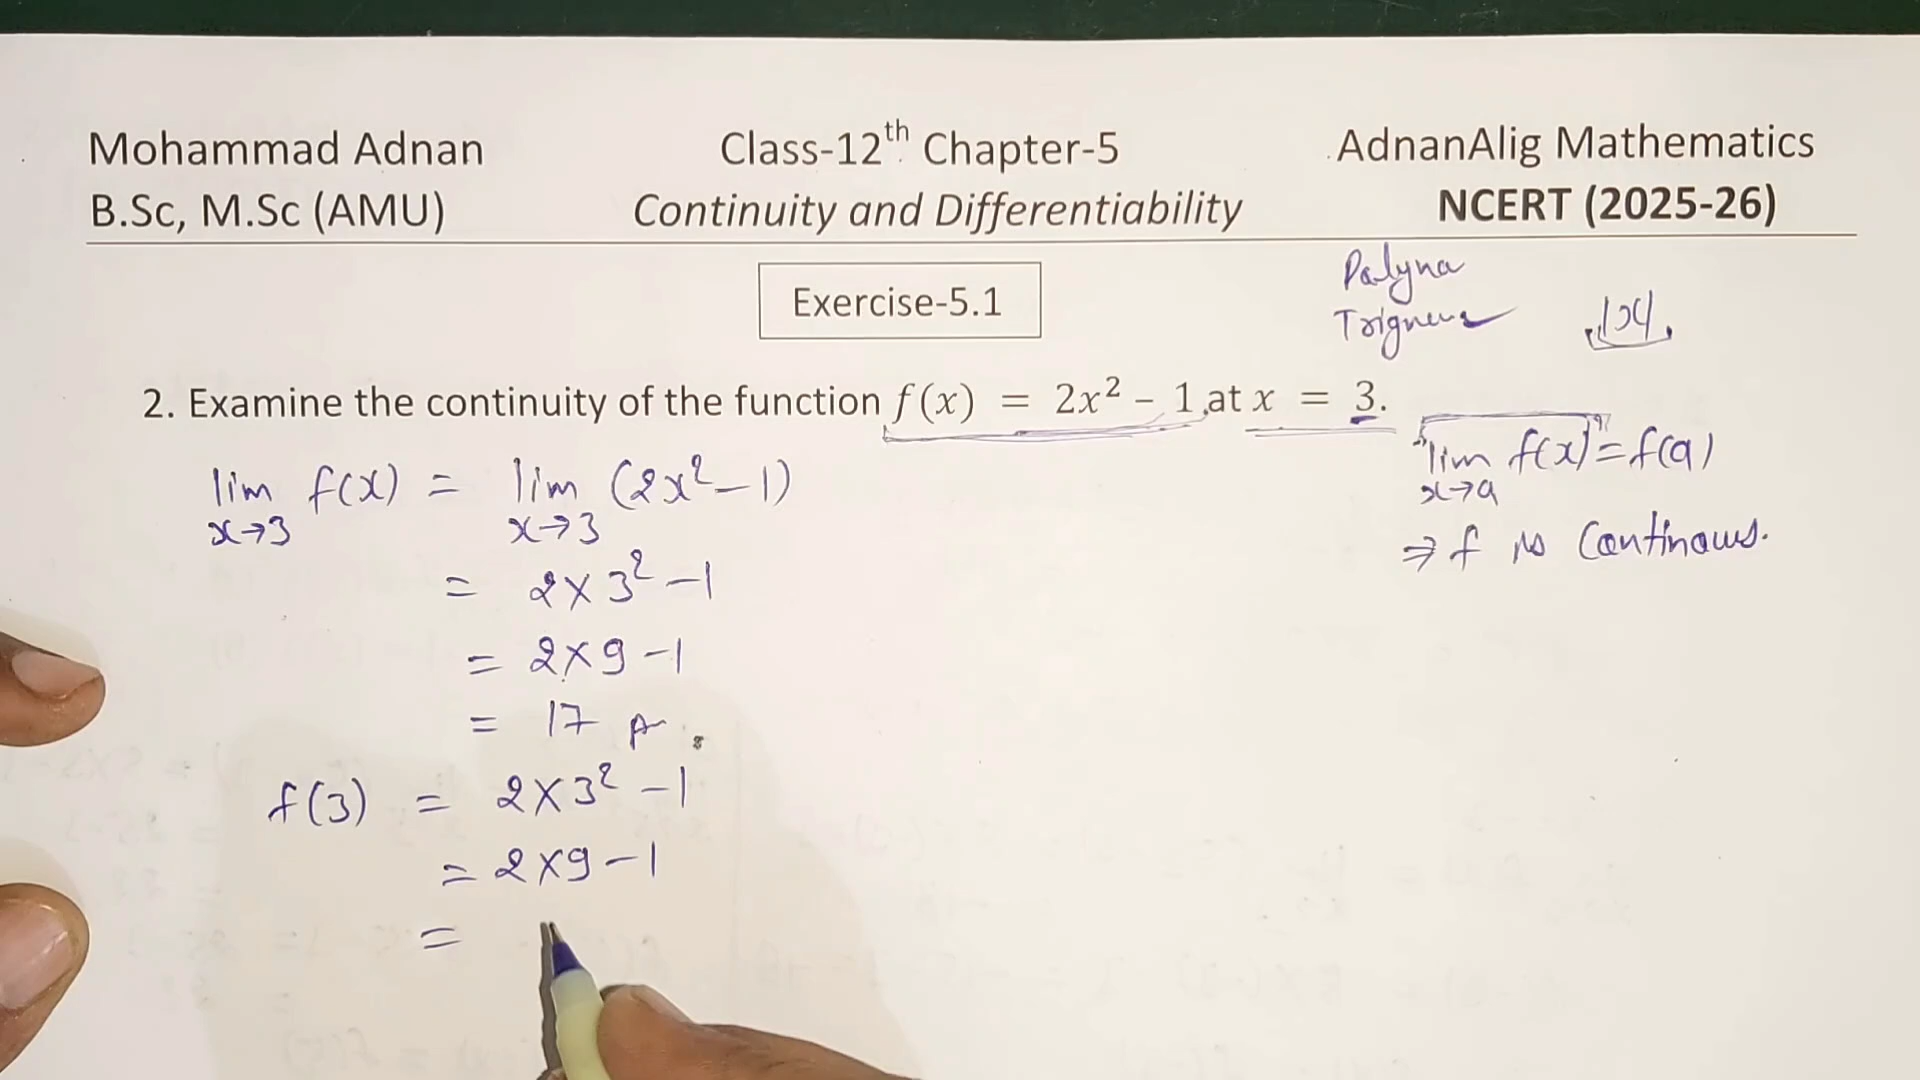 Mohammad Adnan
B.Sc, M.Sc (AMU)
Class-12th Chapter-5
Continuity and Differentiability
AdnanAlig Mathematics
NCERT (2025-26)
Exercise-5.1
Palyna
2. Examine the continuity of the function f(x) = 2x² − 1 at x = 3.
lim f(x) = lim (2x² − 1)
x→3 x→3
= 2 × 3² − 1
= 2 × 9 − 1
= 17
f(3) = 2 × 3² − 1
= 2 × 9 − 1
=
lim f(x) = f(a)
x→a
⇒ f is Continous.